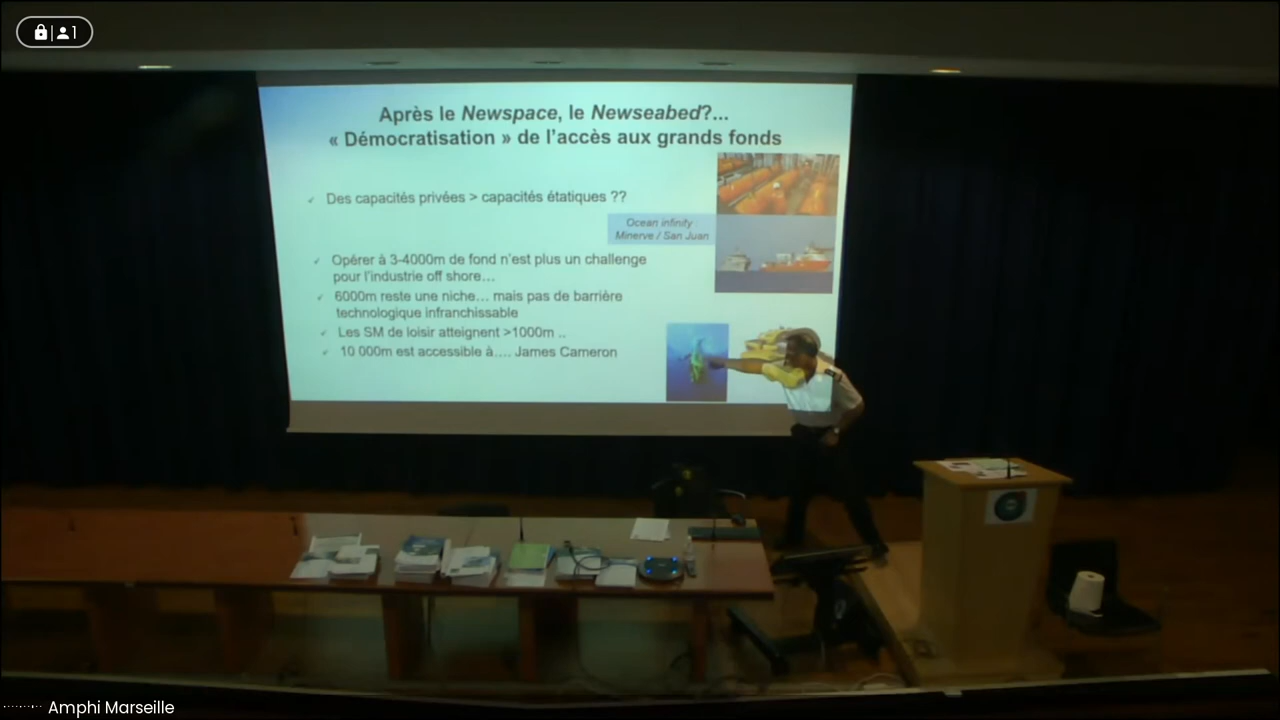 1
Après le Newspace, le Newseabed?...
« Démocratisation » de l'accès aux grands fonds
Des capacités privées > capacités étatiques ??
Ocean infinity :
Minerve / San Juan
Opérer à 3-4000m de fond n'est plus un challenge
pour l'industrie off shore…
6000m reste une niche… mais pas de barrière
technologique infranchissable
Les SM de loisir atteignent >1000m ..
10 000m est accessible à…. James Cameron
Amphi Marseille